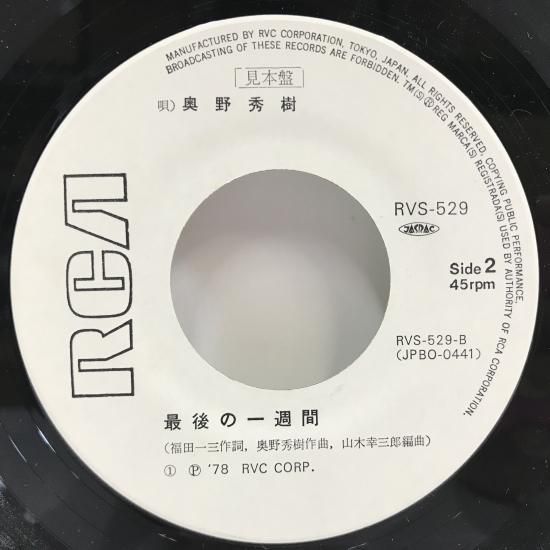 MANUFACTURED BY RVC CORPORATION, TOKYO, JAPAN, ALL RIGHTS RESERVED, COPYING PUBLIC PERFORMANCE,
BROADCASTING OF THESE RECORDS ARE FORBIDDEN. TM(S)®REG MARCA(S) REGISTRADA(S) USED BY AUTHORITY OF RCA CORPORATION.
見本盤
唄) 奥野秀樹
RCA
RVS-529
JASRAC
Side 2
45rpm
RVS-529-B
(JPBO-0441)
最後の一週間
(福田一三作詞, 奥野秀樹作曲, 山木幸三郎編曲)
① ℗ '78 RVC CORP.